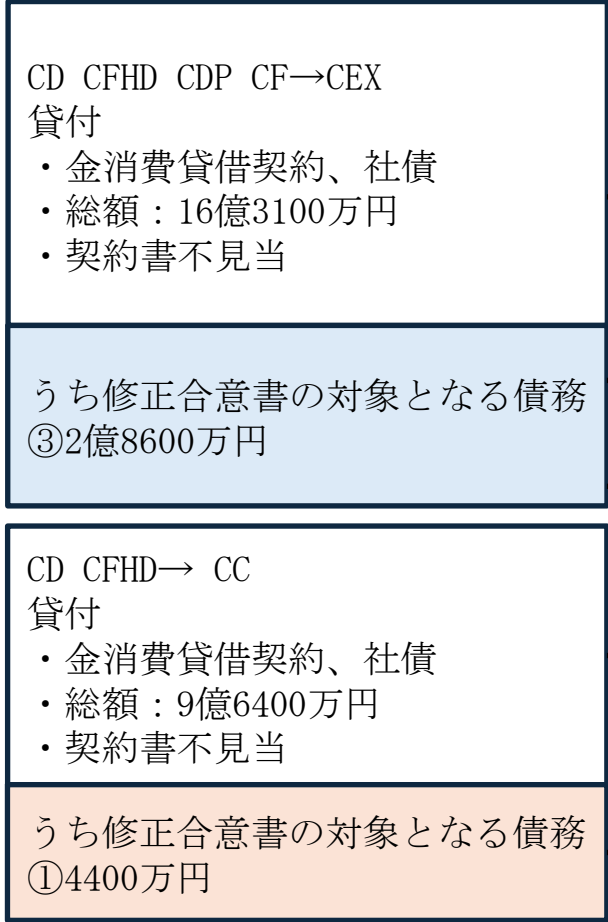 CD CFHD CDP CF→CEX
貸付
・金消費貸借契約、社債
・総額：16億3100万円
・契約書不見当
うち修正合意書の対象となる債務
③2億8600万円
CD CFHD→ CC
貸付
・金消費貸借契約、社債
・総額：9億6400万円
・契約書不見当
うち修正合意書の対象となる債務
①4400万円